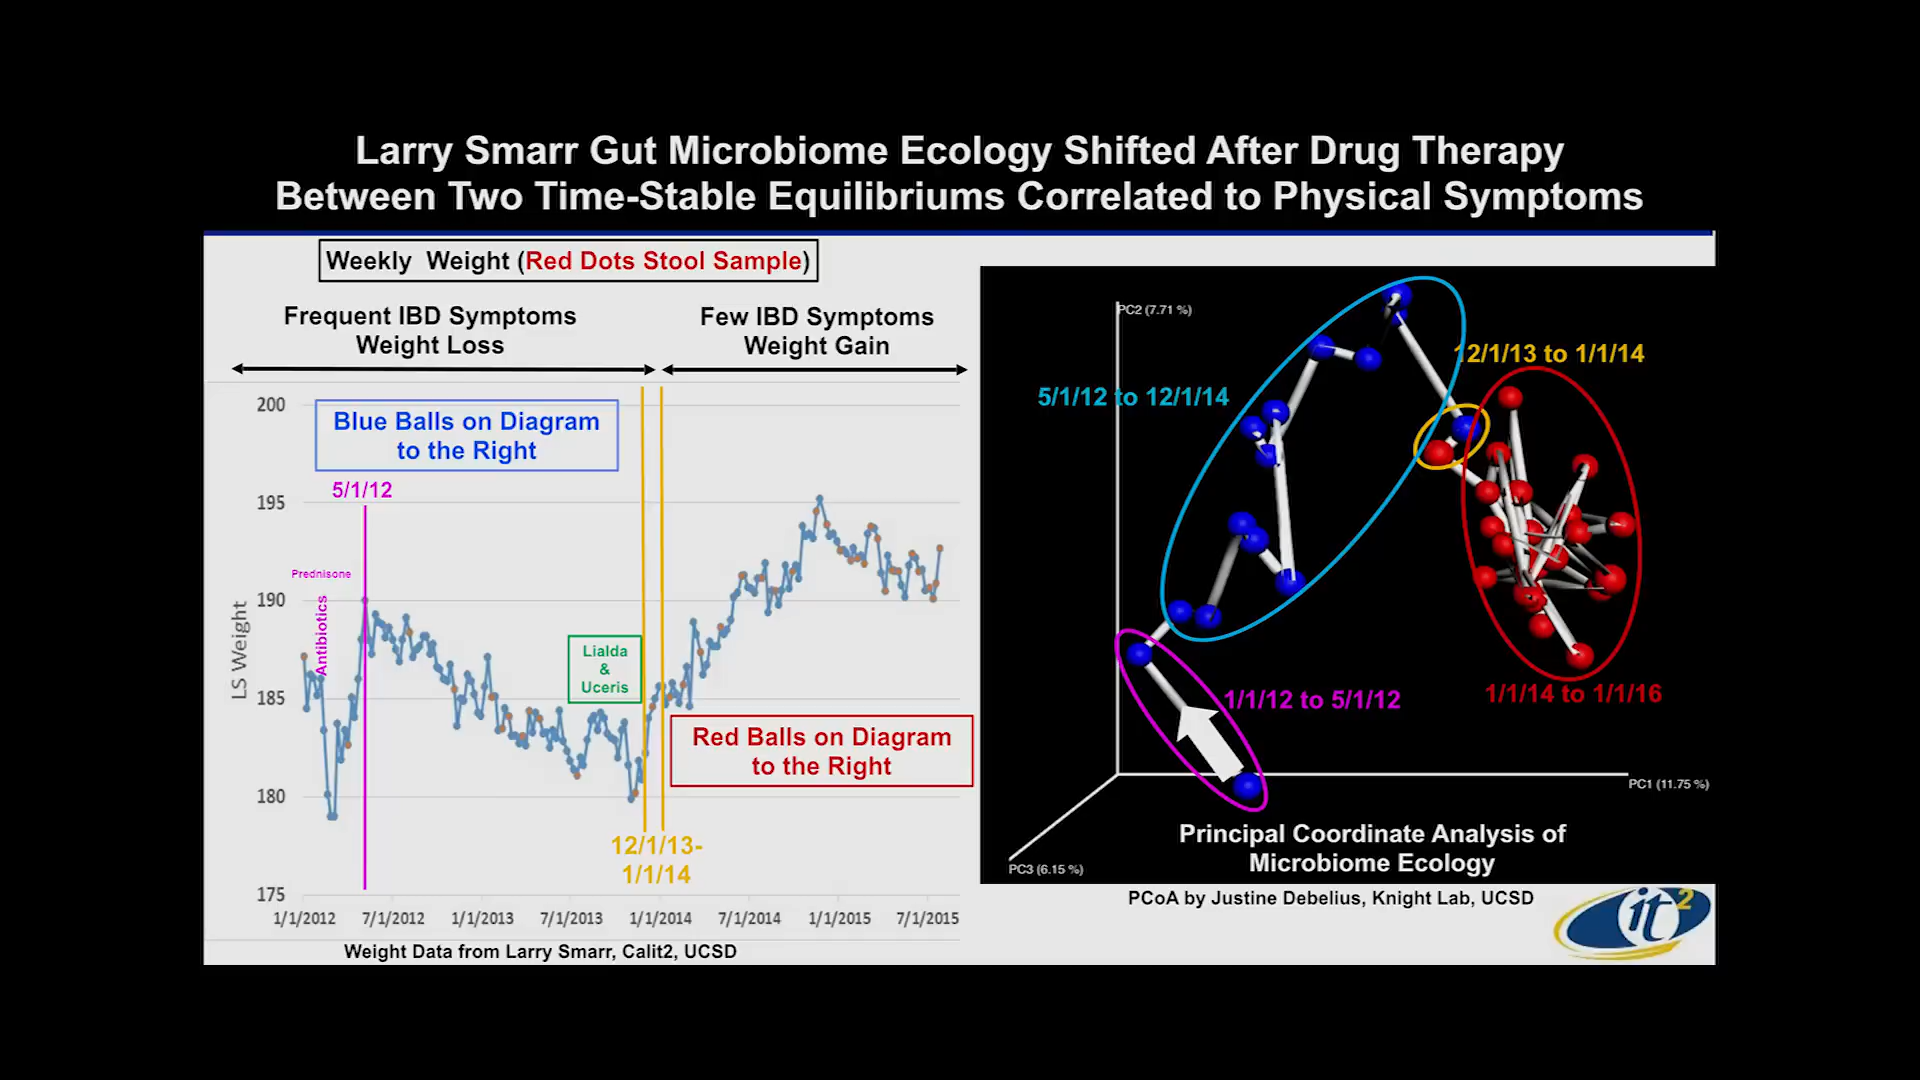 Larry Smarr Gut Microbiome Ecology Shifted After Drug Therapy
Between Two Time-Stable Equilibriums Correlated to Physical Symptoms
Weekly Weight (Red Dots Stool Sample)
Frequent IBD Symptoms
Weight Loss
Few IBD Symptoms
Weight Gain
Blue Balls on Diagram
to the Right
5/1/12
Prednisone
Antibiotics
Lialda
&
Uceris
Red Balls on Diagram
to the Right
12/1/13-
1/1/14
LS Weight
200
195
190
185
180
175
1/1/2012
7/1/2012
1/1/2013
7/1/2013
1/1/2014
7/1/2014
1/1/2015
7/1/2015
Weight Data from Larry Smarr, Calit2, UCSD
PC2 (7.71 %)
12/1/13 to 1/1/14
5/1/12 to 12/1/14
1/1/12 to 5/1/12
1/1/14 to 1/1/16
PC1 (11.75 %)
PC3 (6.15 %)
Principal Coordinate Analysis of
Microbiome Ecology
PCoA by Justine Debelius, Knight Lab, UCSD
it2